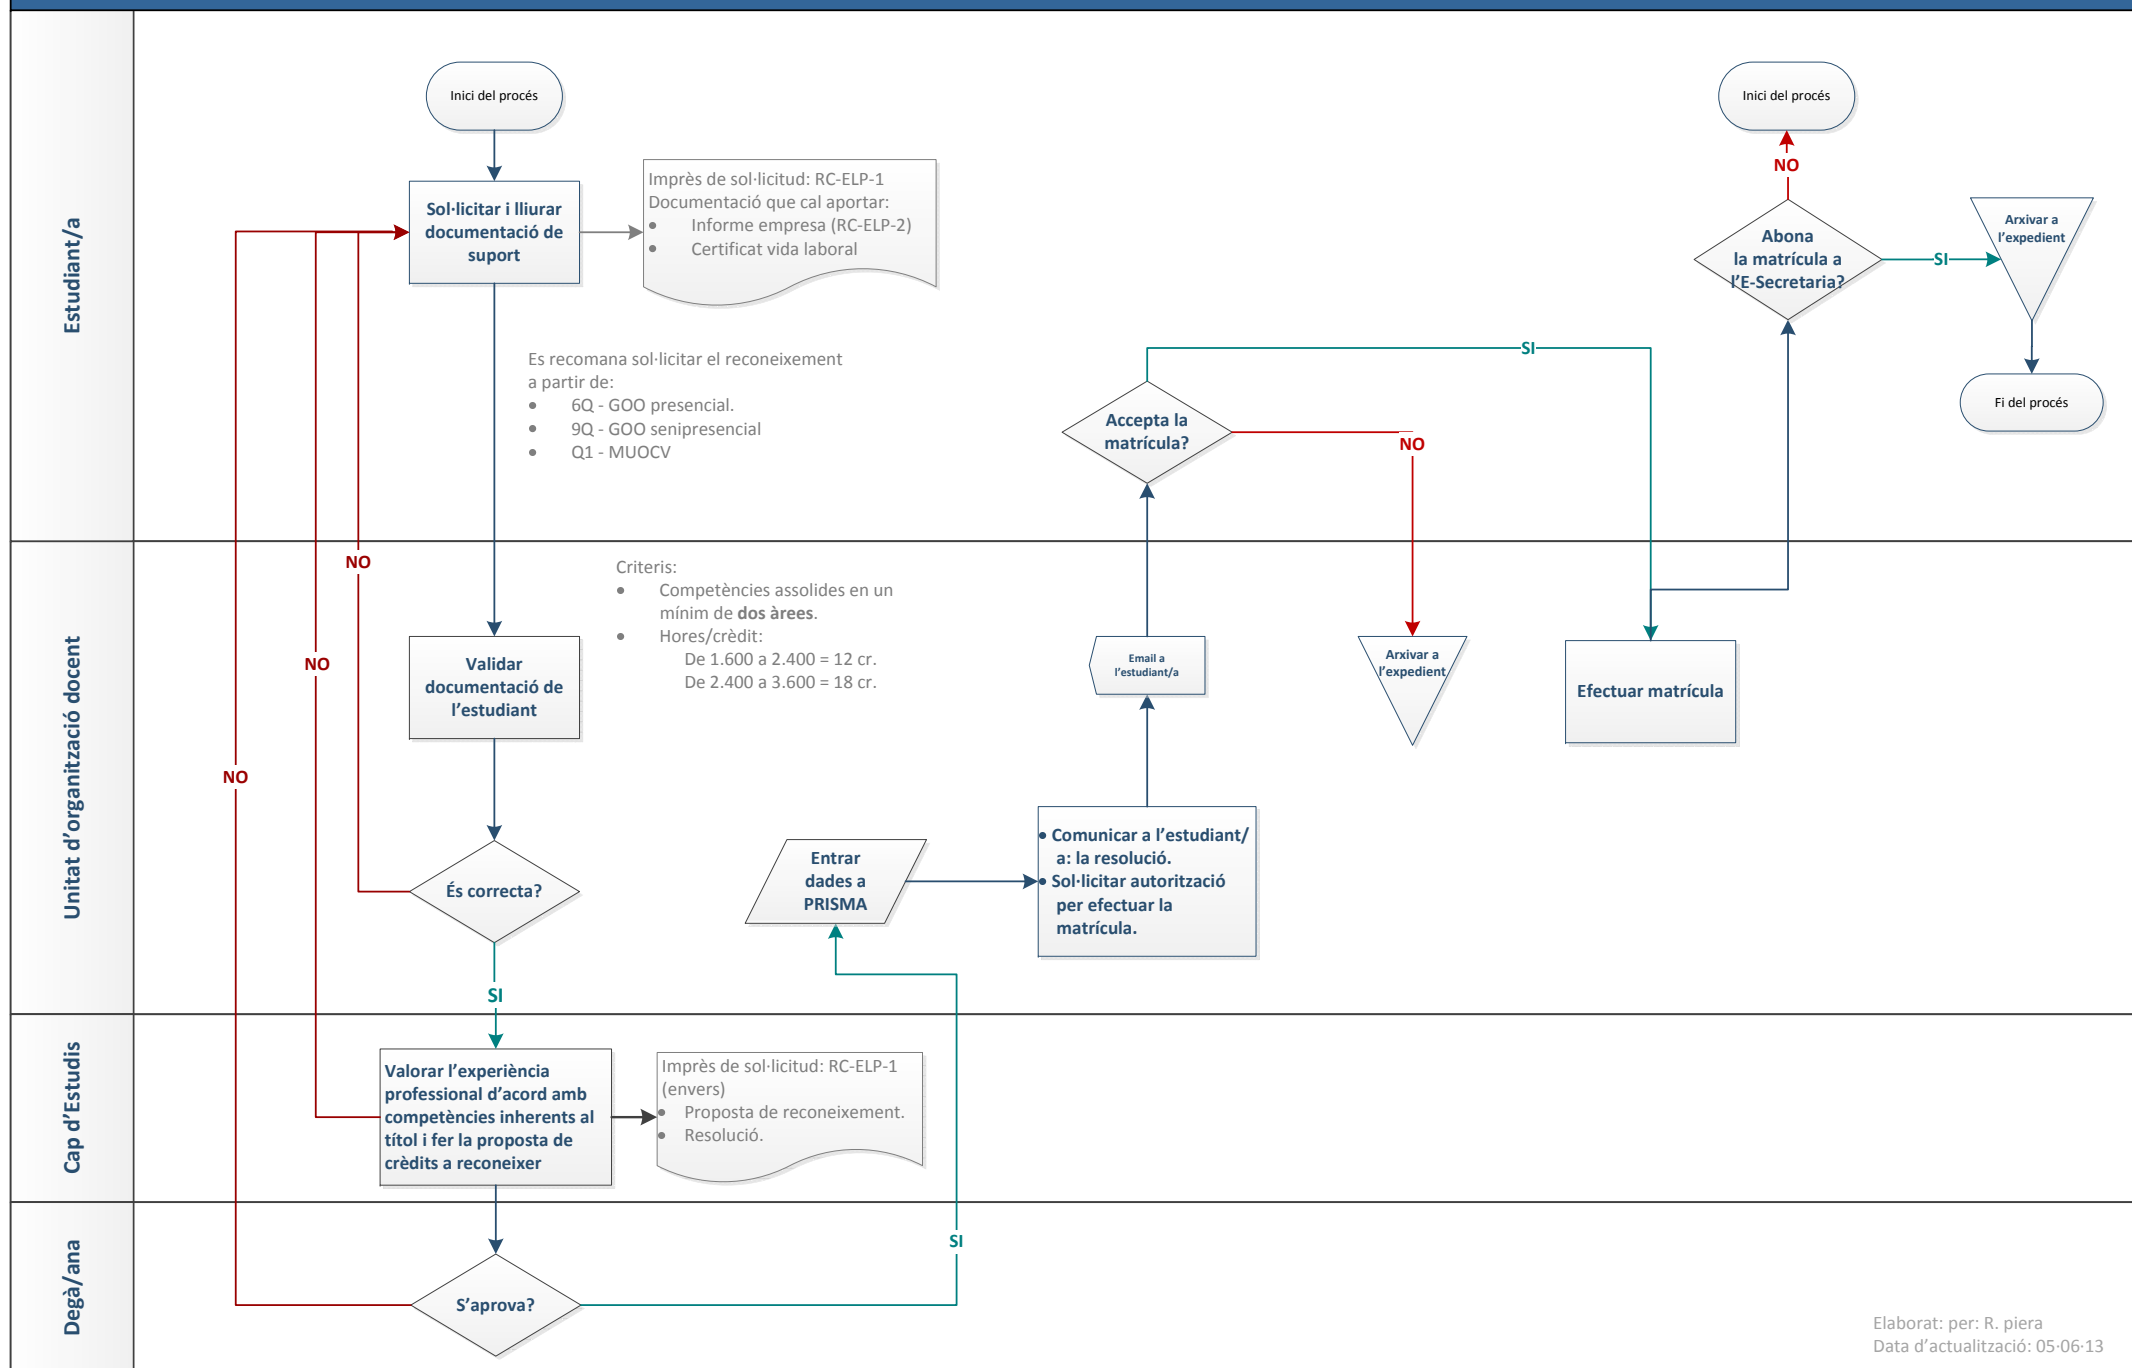 Estudiant/a
Inici del procés
Sol·licitar i lliurar
documentació de
suport
Imprès de sol·licitud: RC-ELP-1
Documentació que cal aportar:
• Informe empresa (RC-ELP-2)
• Certificat vida laboral
Es recomana sol·licitar el reconeixement
a partir de:
• 6Q - GOO presencial.
• 9Q - GOO senipresencial
• Q1 - MUOCV
Accepta la
matrícula?
SI
NO
Inici del procés
NO
Abona
la matrícula a
l'E-Secretaria?
SI
Arxivar a
l'expedient
Fi del procés
Unitat d'organització docent
NO
NO
NO
Validar
documentació de
l'estudiant
Criteris:
• Competències assolides en un
mínim de dos àrees.
• Hores/crèdit:
De 1.600 a 2.400 = 12 cr.
De 2.400 a 3.600 = 18 cr.
És correcta?
SI
Entrar
dades a
PRISMA
• Comunicar a l'estudiant/
a: la resolució.
• Sol·licitar autorització
per efectuar la
matrícula.
Email a
l'estudiant/a
Arxivar a
l'expedient
Efectuar matrícula
Cap d'Estudis
Valorar l'experiència
professional d'acord amb
competències inherents al
títol i fer la proposta de
crèdits a reconeixer
Imprès de sol·licitud: RC-ELP-1
(envers)
• Proposta de reconeixement.
• Resolució.
Degà/ana
S'aprova?
SI
Elaborat: per: R. piera
Data d'actualització: 05·06·13